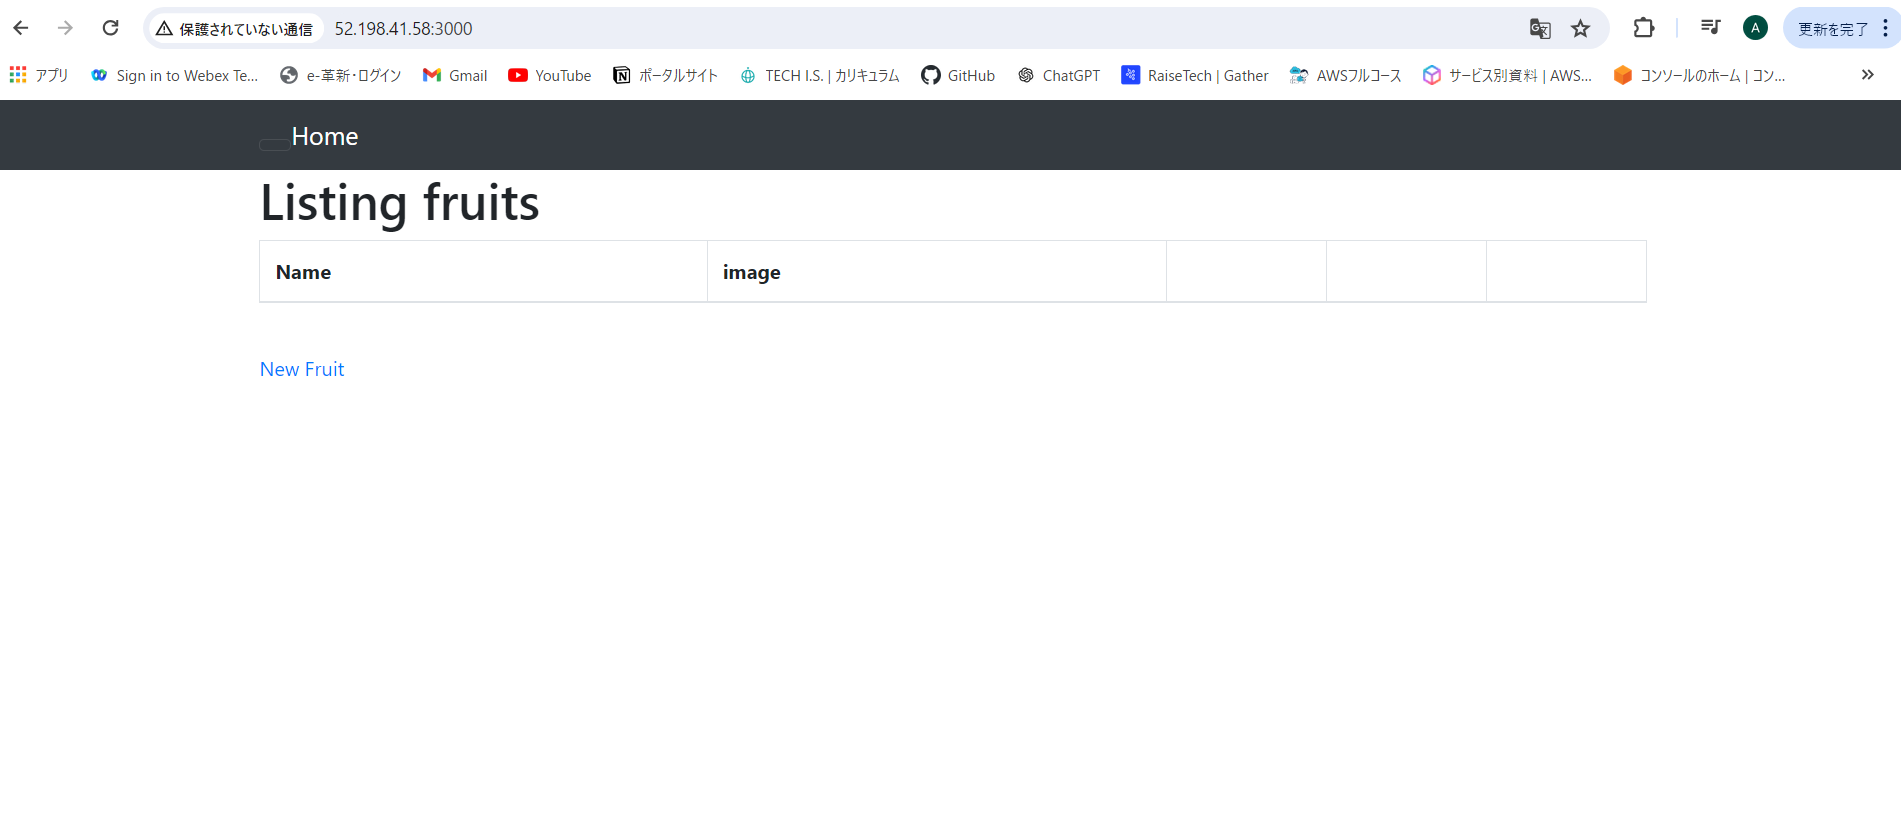 保護されていない通信 52.198.41.58:3000 A 更新を完了
アプリ Sign in to Webex Te... e-革新・ログイン Gmail YouTube ポータルサイト TECH I.S. | カリキュラム GitHub ChatGPT RaiseTech | Gather AWSフルコース サービス別資料 | AWS... コンソールのホーム | コン... »
Home
Listing fruits
Name image
New Fruit